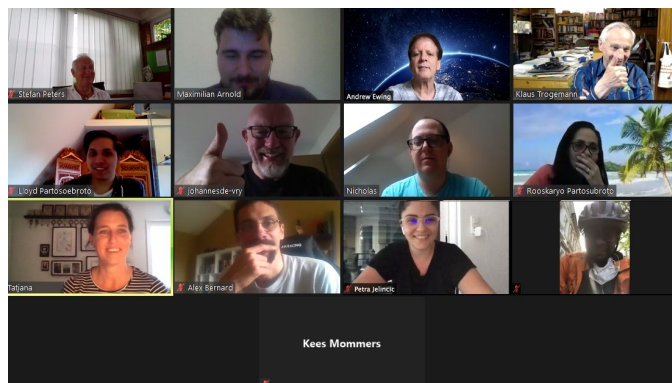 Stefan Peters
Maximilian Arnold
Andrew Ewing
Klaus Trogemann
Lloyd Partosoebroto
Johannesde-vry
Nicholas
Rooskaryo Partosubroto
Tatjana
Alex Bernard
Petra Jelincic
Kees Mommers